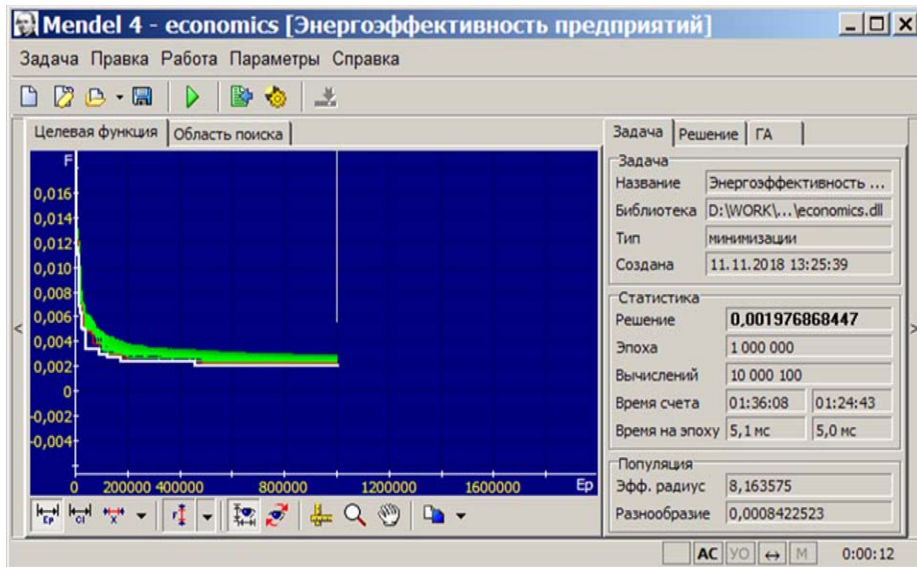 Mendel 4 - economics [Энергоэффективность предприятий]
Задача Правка Работа Параметры Справка
Целевая функция Область поиска
F
0,016
0,014
0,012
0,010
0,008
0,006
0,004
0,002
0
-0,002
-0,004
0 200000 400000 800000 1200000 1600000 Ep
EP CI X r
Задача Решение ГА
Задача
Название Энергоэффективность ...
Библиотека D:\WORK\...\economics.dll
Тип минимизации
Создана 11.11.2018 13:25:39
Статистика
Решение 0,001976868447
Эпоха 1 000 000
Вычислений 10 000 100
Время счета 01:36:08 01:24:43
Время на эпоху 5,1 мс 5,0 мс
Популяция
Эфф. радиус 8,163575
Разнообразие 0,0008422523
АС УО ↔ М 0:00:12